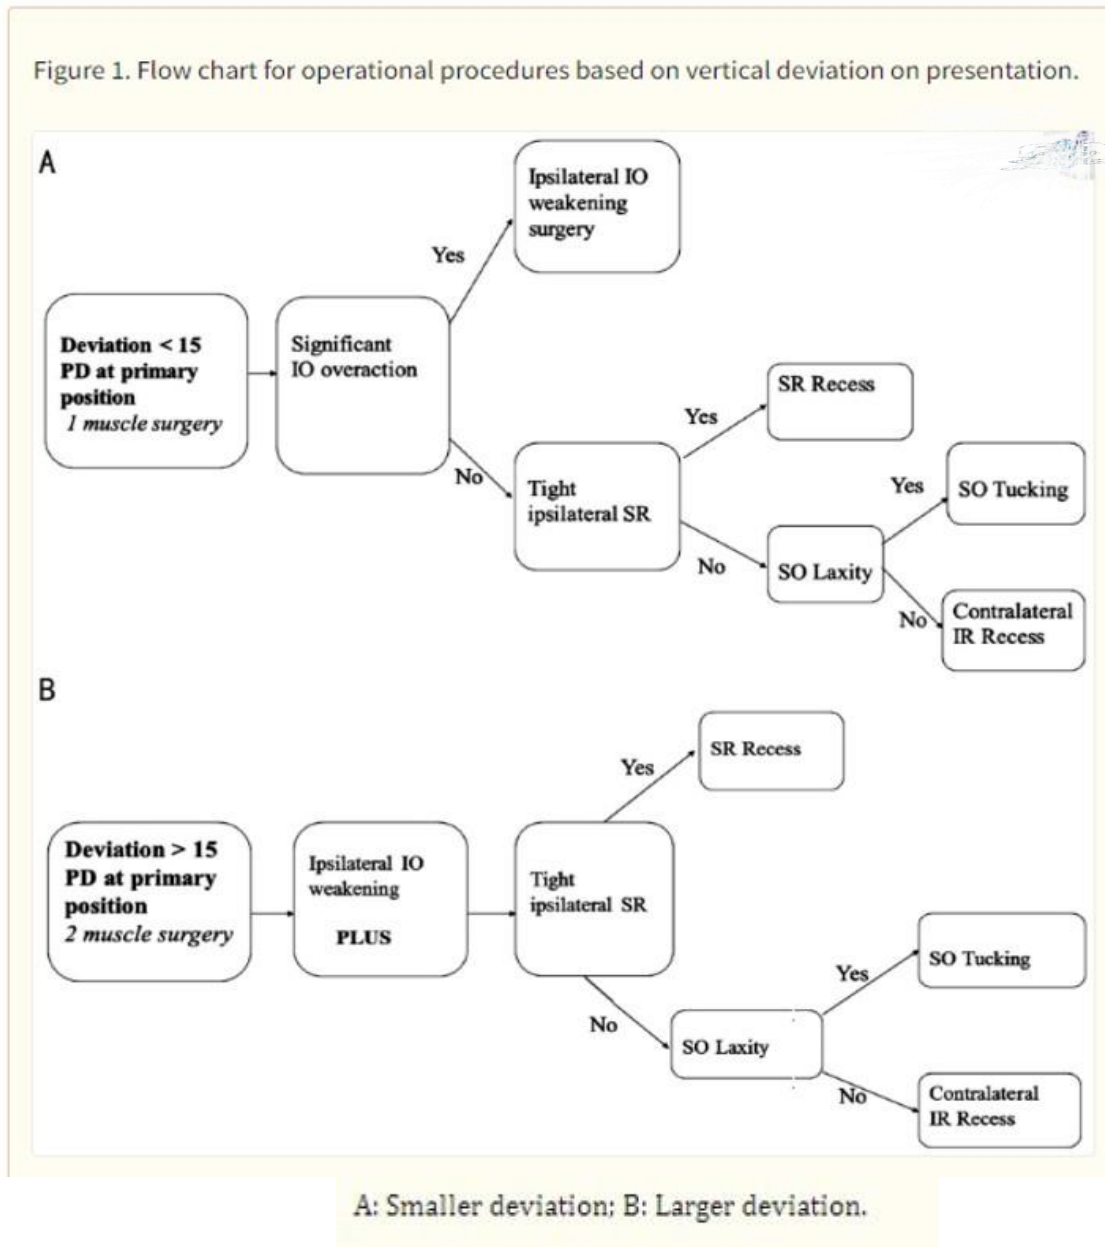 Figure 1. Flow chart for operational procedures based on vertical deviation on presentation.
A
Ipsilateral IO
weakening
surgery
Yes
Deviation < 15
PD at primary
position
1 muscle surgery
Significant
IO overaction
No
Tight
ipsilateral SR
Yes
SR Recess
No
SO Laxity
Yes
SO Tucking
No
Contralateral
IR Recess
B
Deviation > 15
PD at primary
position
2 muscle surgery
Ipsilateral IO
weakening
PLUS
Tight
ipsilateral SR
Yes
SR Recess
No
SO Laxity
Yes
SO Tucking
No
Contralateral
IR Recess
A: Smaller deviation; B: Larger deviation.